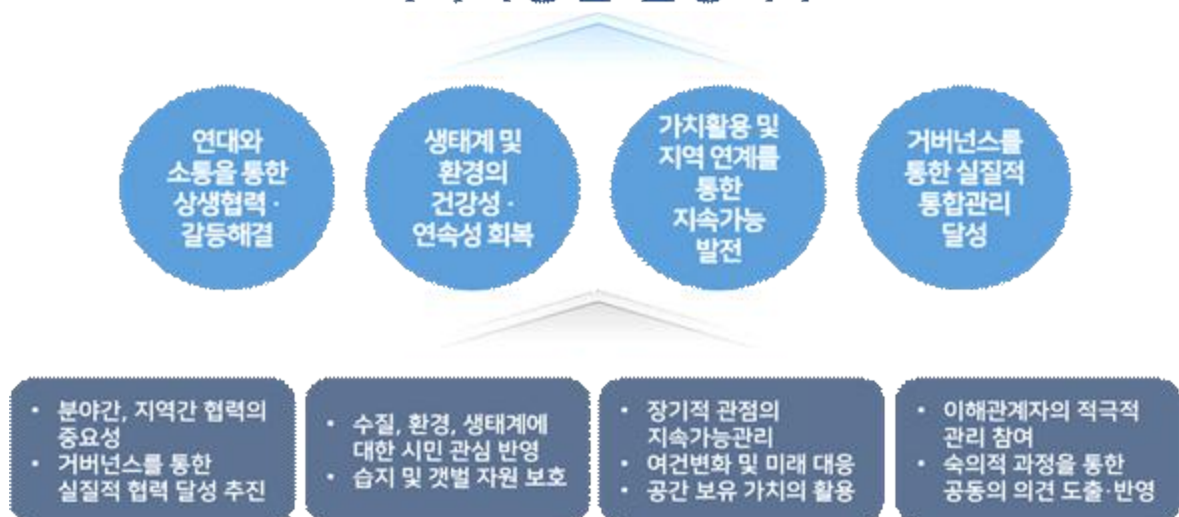 연대와
소통을 통한
상생협력·
갈등해결
생태계 및
환경의
건강성·
연속성 회복
가치활용 및
지역 연계를
통한
지속가능
발전
거버넌스를
통한 실질적
통합관리
달성
• 분야간, 지역간 협력의
중요성
• 거버넌스를 통한
실질적 협력 달성 추진
• 수질, 환경, 생태계에
대한 시민 관심 반영
• 습지 및 갯벌 자원 보호
• 장기적 관점의
지속가능관리
• 여건변화 및 미래 대응
• 공간 보유 가치의 활용
• 이해관계자의 적극적
관리 참여
• 숙의적 과정을 통한
공동의 의견 도출·반영